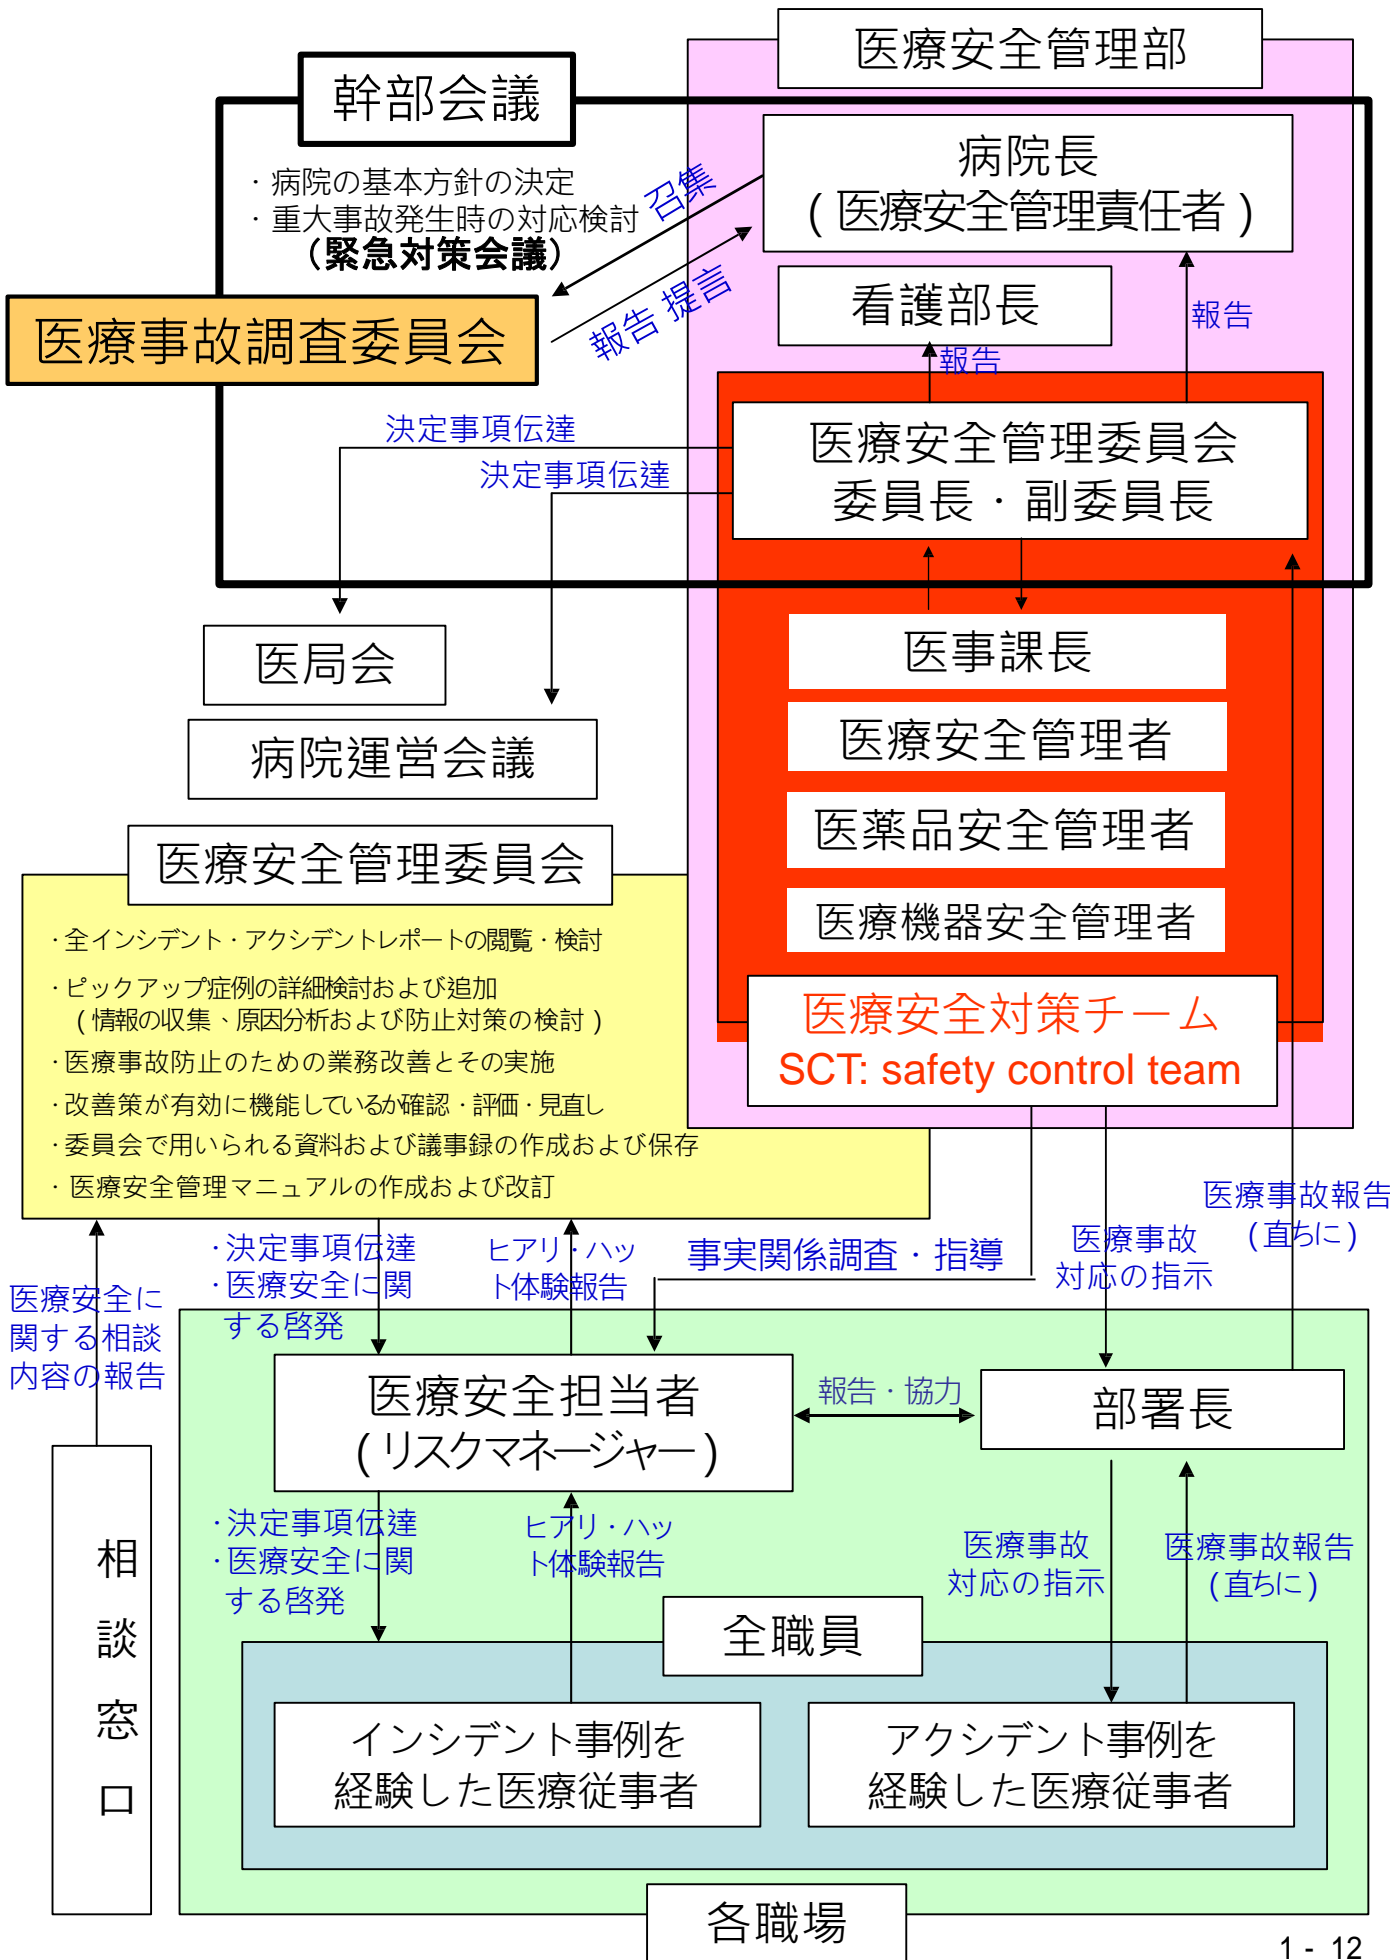 医療安全管理部
幹部会議
・病院の基本方針の決定
・重大事故発生時の対応検討
（緊急対策会議）
病院長
（医療安全管理責任者）
召集
報告 提言
看護部長
報告
報告
医療事故調査委員会
医療安全管理委員会
委員長・副委員長
決定事項伝達
決定事項伝達
医局会
病院運営会議
医事課長
医療安全管理者
医薬品安全管理者
医療機器安全管理者
医療安全対策チーム
SCT: safety control team
医療安全管理委員会
・全インシデント・アクシデントレポートの閲覧・検討
・ピックアップ症例の詳細検討および追加
（情報の収集、原因分析および防止対策の検討）
・医療事故防止のための業務改善とその実施
・改善策が有効に機能しているか確認・評価・見直し
・委員会で用いられる資料および議事録の作成および保存
・医療安全管理マニュアルの作成および改訂
医療安全に
関する相談
内容の報告
・決定事項伝達
・医療安全に関
する啓発
ヒアリ・ハッ
ト体験報告
事実関係調査・指導
医療事故
対応の指示
医療事故報告
（直ちに）
医療安全担当者
（リスクマネージャー）
報告・協力
部署長
相談窓口
・決定事項伝達
・医療安全に関
する啓発
ヒアリ・ハッ
ト体験報告
医療事故
対応の指示
医療事故報告
（直ちに）
全職員
インシデント事例を
経験した医療従事者
アクシデント事例を
経験した医療従事者
各職場
1 - 12